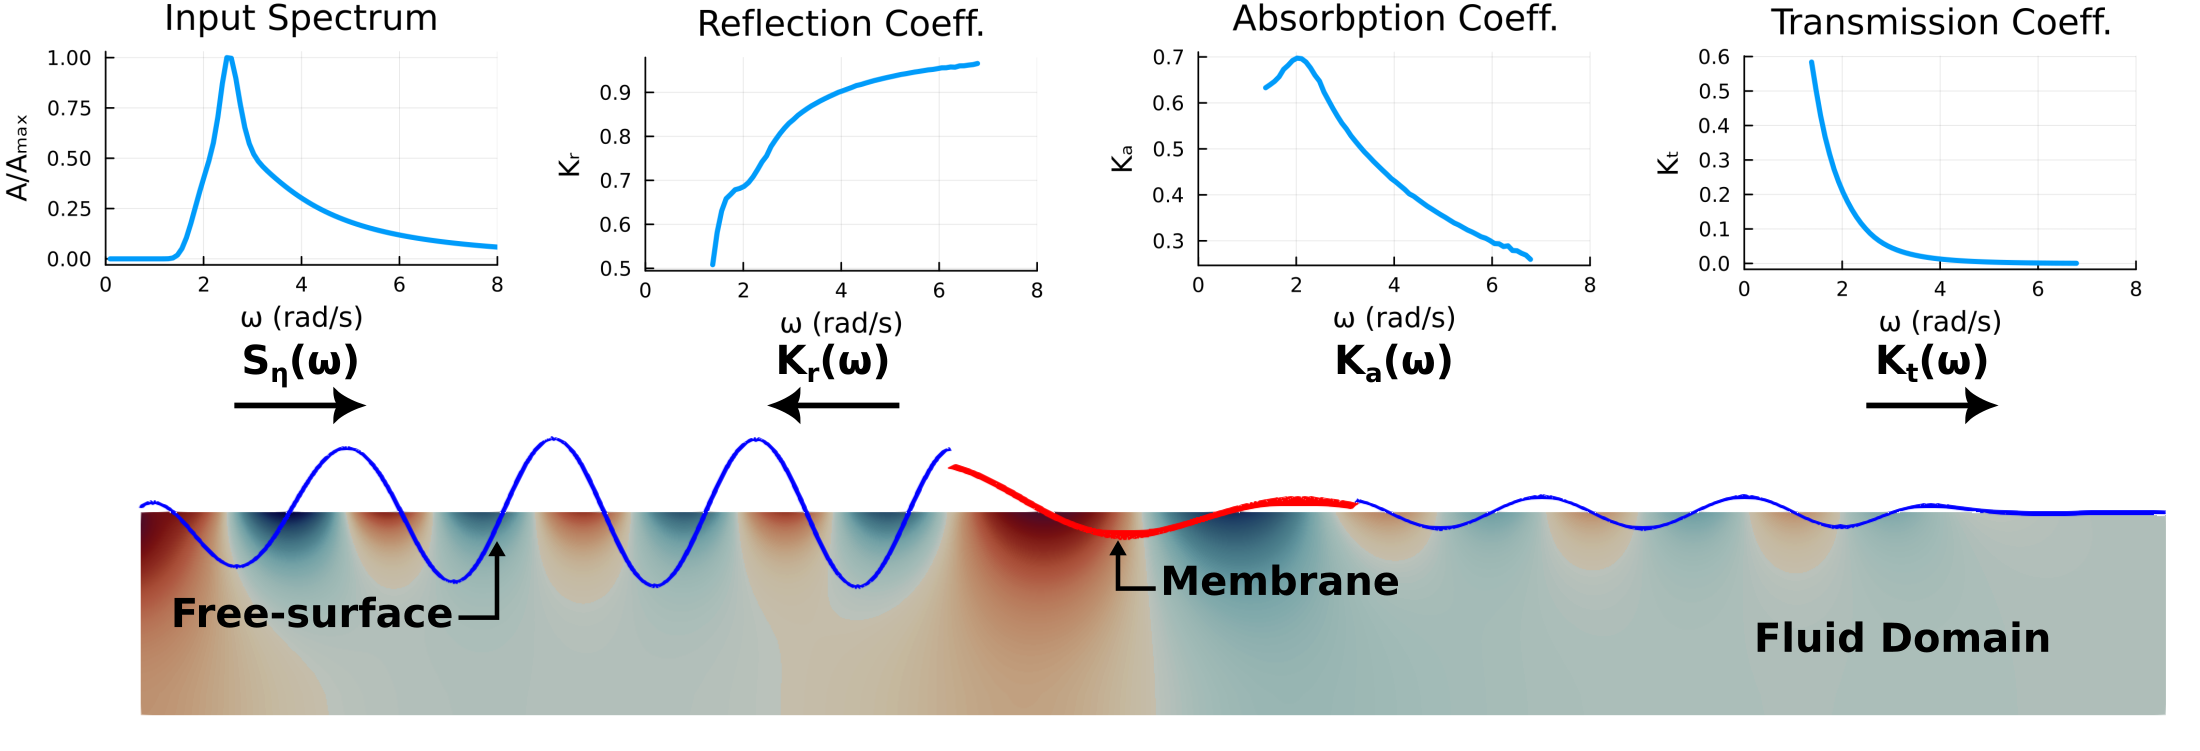 Input Spectrum
1.00
0.75
0.50
0.25
0.00
A/Aₘₐₓ
0 2 4 6 8
ω (rad/s)
Reflection Coeff.
0.9
0.8
0.7
0.6
0.5
Kᵣ
0 2 4 6 8
ω (rad/s)
Absorbption Coeff.
0.7
0.6
0.5
0.4
0.3
Kₐ
0 2 4 6 8
ω (rad/s)
Transmission Coeff.
0.6
0.5
0.4
0.3
0.2
0.1
0.0
Kₜ
0 2 4 6 8
ω (rad/s)
Sη(ω)
Kᵣ(ω)
Kₐ(ω)
Kₜ(ω)
Free-surface
Membrane
Fluid Domain